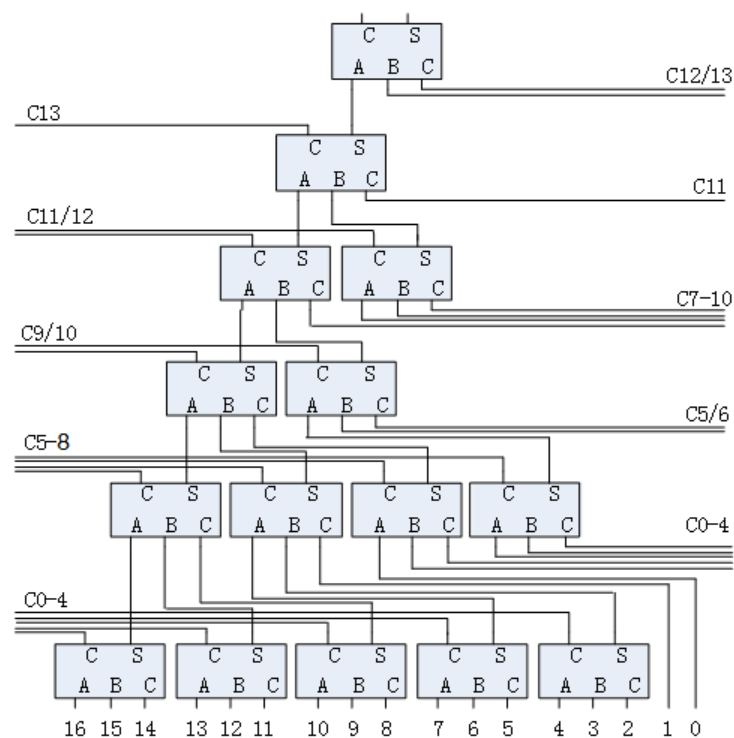 C S
A B C
C12/13
C13
C S
A B C
C11
C11/12
C S C S
A B C A B C
C7-10
C9/10
C S C S
A B C A B C
C5/6
C5-8
C S C S C S C S
A B C A B C A B C A B C
C0-4
C0-4
C S C S C S C S C S
A B C A B C A B C A B C A B C
16 15 14 13 12 11 10 9 8 7 6 5 4 3 2 1 0